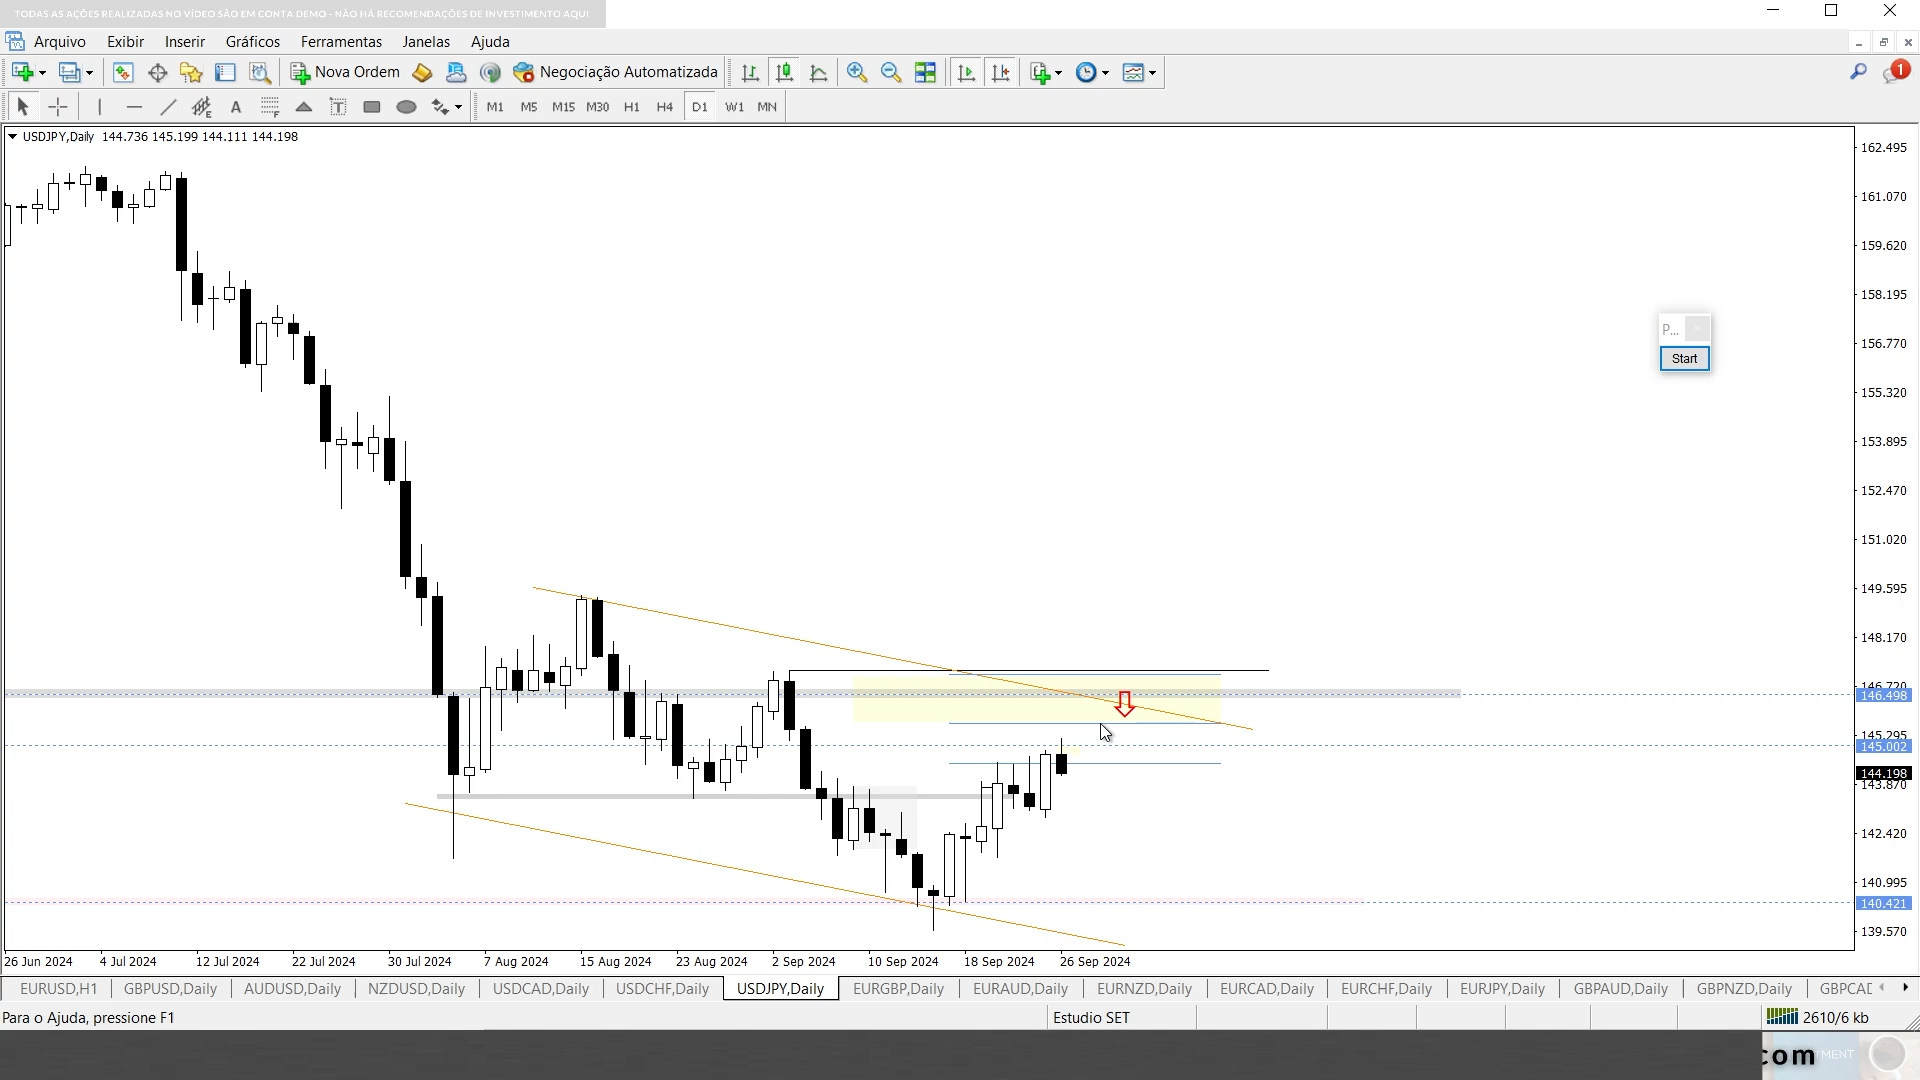 TODAS AS AÇÕES REALIZADAS NO VÍDEO SÃO EM CONTA DEMO - NÃO HÁ RECOMENDAÇÕES DE INVESTIMENTO AQUI
Arquivo Exibir Inserir Gráficos Ferramentas Janelas Ajuda
Nova Ordem Negociação Automatizada 1
A T M1 M5 M15 M30 H1 H4 D1 W1 MN
USDJPY,Daily 144.736 145.199 144.111 144.198
162.495
161.070
159.620
158.195
P...
Start
156.770
155.320
153.895
152.470
151.020
149.595
148.170
146.720
146.498
145.295
145.002
144.198
143.870
142.420
140.995
140.421
139.570
26 Jun 2024 4 Jul 2024 12 Jul 2024 22 Jul 2024 30 Jul 2024 7 Aug 2024 15 Aug 2024 23 Aug 2024 2 Sep 2024 10 Sep 2024 18 Sep 2024 26 Sep 2024
EURUSD,H1 GBPUSD,Daily AUDUSD,Daily NZDUSD,Daily USDCAD,Daily USDCHF,Daily USDJPY,Daily EURGBP,Daily EURAUD,Daily EURNZD,Daily EURCAD,Daily EURCHF,Daily EURJPY,Daily GBPAUD,Daily GBPNZD,Daily GBPCAD
Para o Ajuda, pressione F1 Estudio SET 2610/6 kb
com MENT